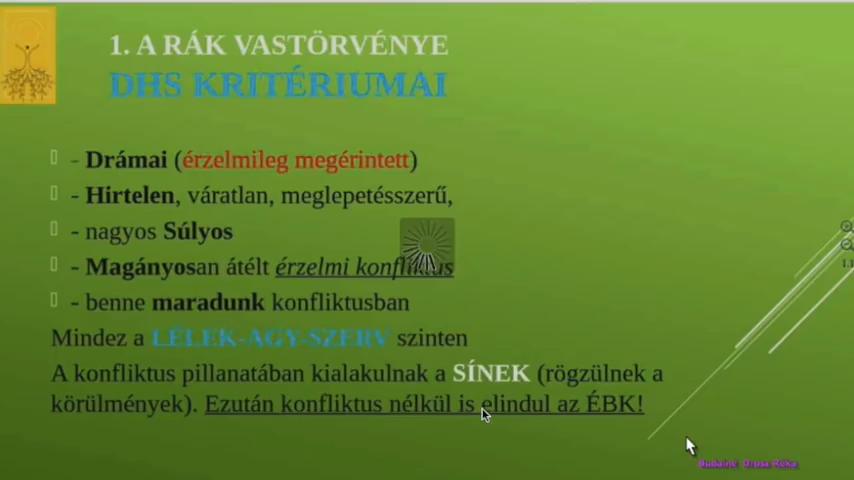 1. A RÁK VASTÖRVÉNYE
DHS KRITÉRIUMAI
- Drámai (érzelmileg megérintett)
- Hirtelen, váratlan, meglepetésszerű,
- nagyos Súlyos
- Magányosan átélt érzelmi konfliktus
- benne maradunk konfliktusban
Mindez a LÉLEK-AGY-SZERV szinten
A konfliktus pillanatában kialakulnak a SÍNEK (rögzülnek a
körülmények). Ezután konfliktus nélkül is elindul az ÉBK!